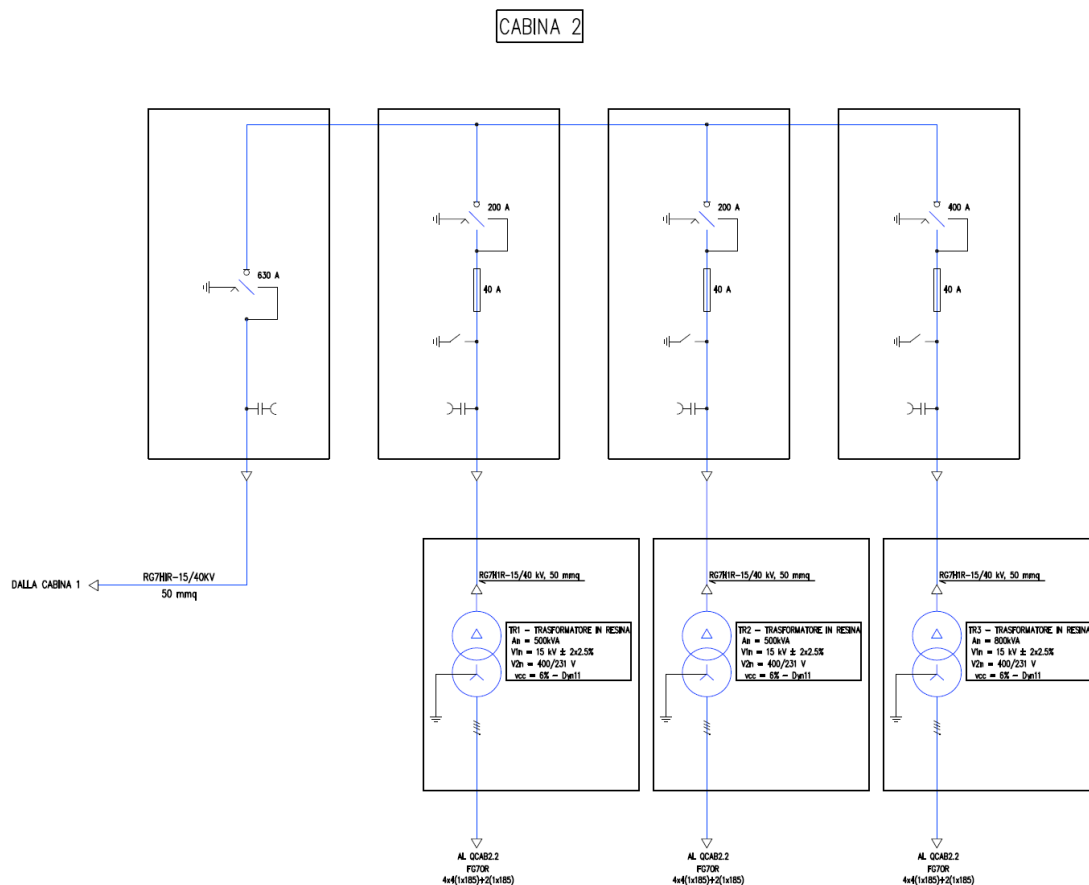 CABINA 2
200 A
200 A
400 A
630 A
40 A
40 A
40 A
DALLA CABINA 1
RG7HIR-15/40KV
50 mmq
RG7H1R-15/40 kV, 50 mmq
RG7H1R-15/40 kV, 50 mmq
RG7H1R-15/40 kV, 50 mmq
TR1 - TRASFORMATORE IN RESINA
An = 500kVA
V1n = 15 kV ± 2x2.5%
V2n = 400/231 V
vcc = 6% - Dyn11
TR2 - TRASFORMATORE IN RESINA
An = 500kVA
V1n = 15 kV ± 2x2.5%
V2n = 400/231 V
vcc = 6% - Dyn11
TR3 - TRASFORMATORE IN RESINA
An = 800kVA
V1n = 15 kV ± 2x2.5%
V2n = 400/231 V
vcc = 6% - Dyn11
AL QCAB2.2
FG7OR
4x4(1x185)+2(1x185)
AL QCAB2.2
FG7OR
4x4(1x185)+2(1x185)
AL QCAB2.2
FG7OR
4x4(1x185)+2(1x185)